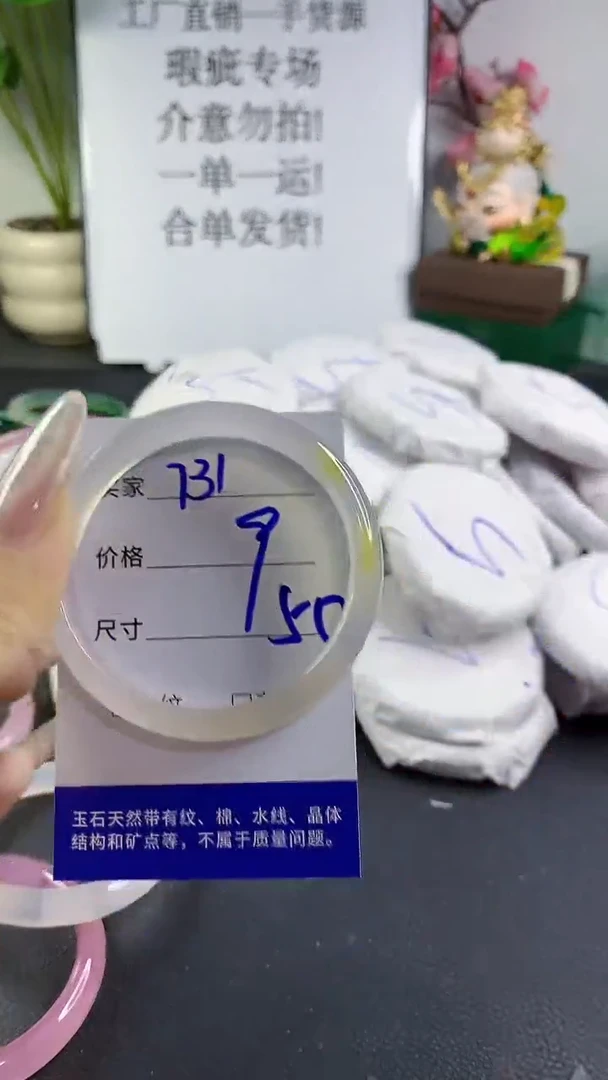 工厂直销一手货源
瑕疵专场
介意勿拍!
一单一运!
合单发货!
买家 731
价格 9
尺寸 55
玉石天然带有纹、棉、水线、晶体
结构和矿点等，不属于质量问题。